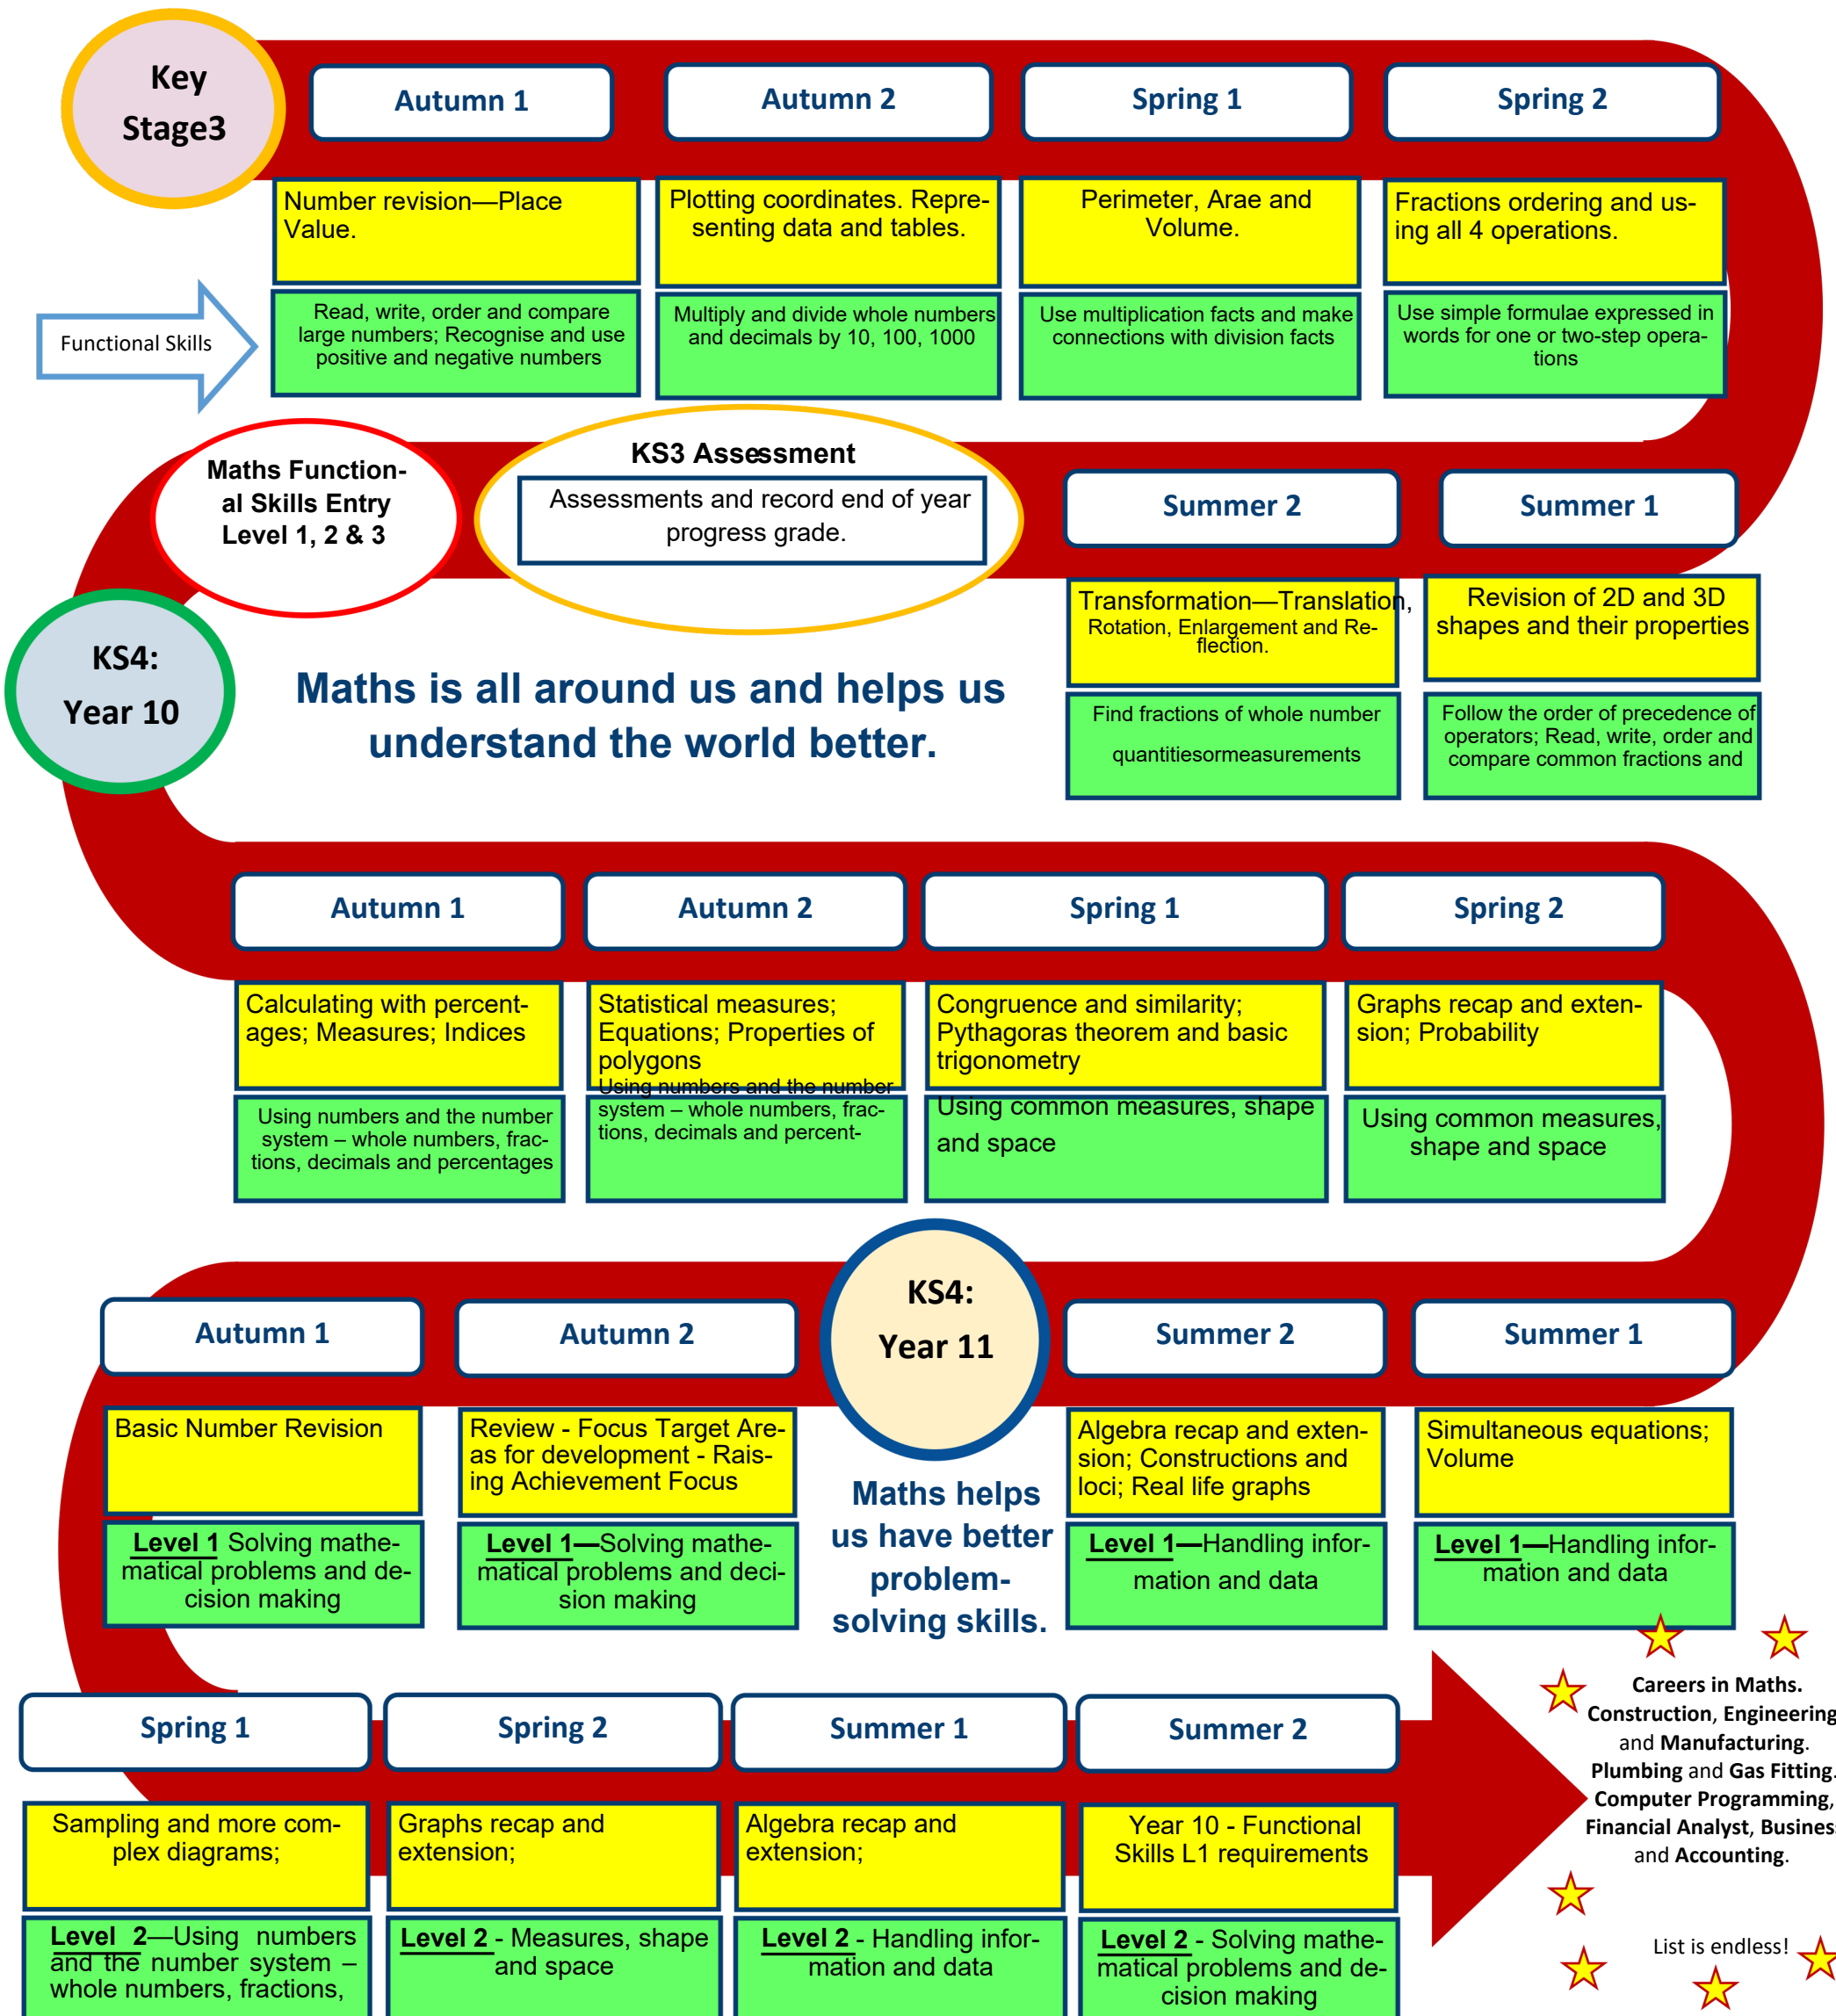 Key
Stage3
Autumn 1
Autumn 2
Spring 1
Spring 2
Number revision—Place
Value.
Plotting coordinates. Repre-
senting data and tables.
Perimeter, Arae and
Volume.
Fractions ordering and us-
ing all 4 operations.
Functional Skills
Read, write, order and compare
large numbers; Recognise and use
positive and negative numbers
Multiply and divide whole numbers
and decimals by 10, 100, 1000
Use multiplication facts and make
connections with division facts
Use simple formulae expressed in
words for one or two-step opera-
tions
Maths Function-
al Skills Entry
Level 1, 2 & 3
KS3 Assessment
Assessments and record end of year
progress grade.
Summer 2
Summer 1
Transformation—Translation,
Rotation, Enlargement and Re-
flection.
Revision of 2D and 3D
shapes and their properties
Find fractions of whole number
quantitiesormeasurements
Follow the order of precedence of
operators; Read, write, order and
compare common fractions and
KS4:
Year 10
Maths is all around us and helps us
understand the world better.
Autumn 1
Autumn 2
Spring 1
Spring 2
Calculating with percent-
ages; Measures; Indices
Statistical measures;
Equations; Properties of
polygons
Congruence and similarity;
Pythagoras theorem and basic
trigonometry
Graphs recap and exten-
sion; Probability
Using numbers and the number
system – whole numbers, frac-
tions, decimals and percentages
Using numbers and the number
system – whole numbers, frac-
tions, decimals and percent-
Using common measures, shape
and space
Using common measures,
shape and space
Autumn 1
Autumn 2
KS4:
Year 11
Summer 2
Summer 1
Basic Number Revision
Review - Focus Target Are-
as for development - Rais-
ing Achievement Focus
Algebra recap and exten-
sion; Constructions and
loci; Real life graphs
Simultaneous equations;
Volume
Level 1 Solving mathe-
matical problems and de-
cision making
Level 1—Solving mathe-
matical problems and deci-
sion making
Maths helps
us have better
problem-
solving skills.
Level 1—Handling infor-
mation and data
Level 1—Handling infor-
mation and data
Spring 1
Spring 2
Summer 1
Summer 2
Sampling and more com-
plex diagrams;
Graphs recap and
extension;
Algebra recap and
extension;
Year 10 - Functional
Skills L1 requirements
Level 2—Using numbers
and the number system –
whole numbers, fractions,
Level 2 - Measures, shape
and space
Level 2 - Handling infor-
mation and data
Level 2 - Solving mathe-
matical problems and de-
cision making
Careers in Maths.
Construction, Engineering
and Manufacturing.
Plumbing and Gas Fitting.
Computer Programming,
Financial Analyst, Busines
and Accounting.
List is endless!